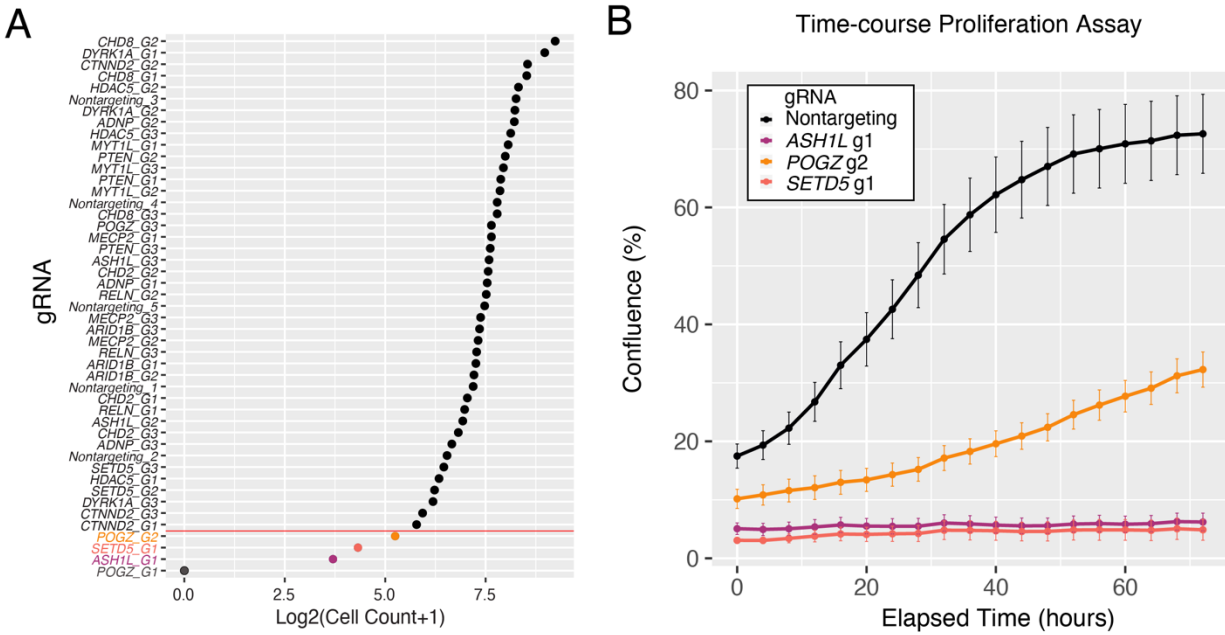 A
CHD8_G2
DYRK1A_G1
CTNND2_G2
CHD8_G1
HDAC5_G2
Nontargeting_3
DYRK1A_G2
ADNP_G2
HDAC5_G3
MYT1L_G1
PTEN_G2
MYT1L_G3
PTEN_G1
MYT1L_G2
Nontargeting_4
CHD8_G3
POGZ_G3
MECP2_G1
PTEN_G3
ASH1L_G3
CHD2_G2
ADNP_G1
RELN_G2
Nontargeting_5
MECP2_G3
ARID1B_G3
MECP2_G2
RELN_G3
ARID1B_G1
ARID1B_G2
Nontargeting_1
CHD2_G1
RELN_G1
ASH1L_G2
CHD2_G3
ADNP_G3
Nontargeting_2
SETD5_G3
HDAC5_G1
SETD5_G2
DYRK1A_G3
CTNND2_G3
CTNND2_G1
POGZ_G2
SETD5_G1
ASH1L_G1
POGZ_G1
gRNA
0.0 2.5 5.0 7.5
Log2(Cell Count+1)
B
Time-course Proliferation Assay
gRNA
Nontargeting
ASH1L g1
POGZ g2
SETD5 g1
80
60
40
20
0
Confluence (%)
0 20 40 60
Elapsed Time (hours)